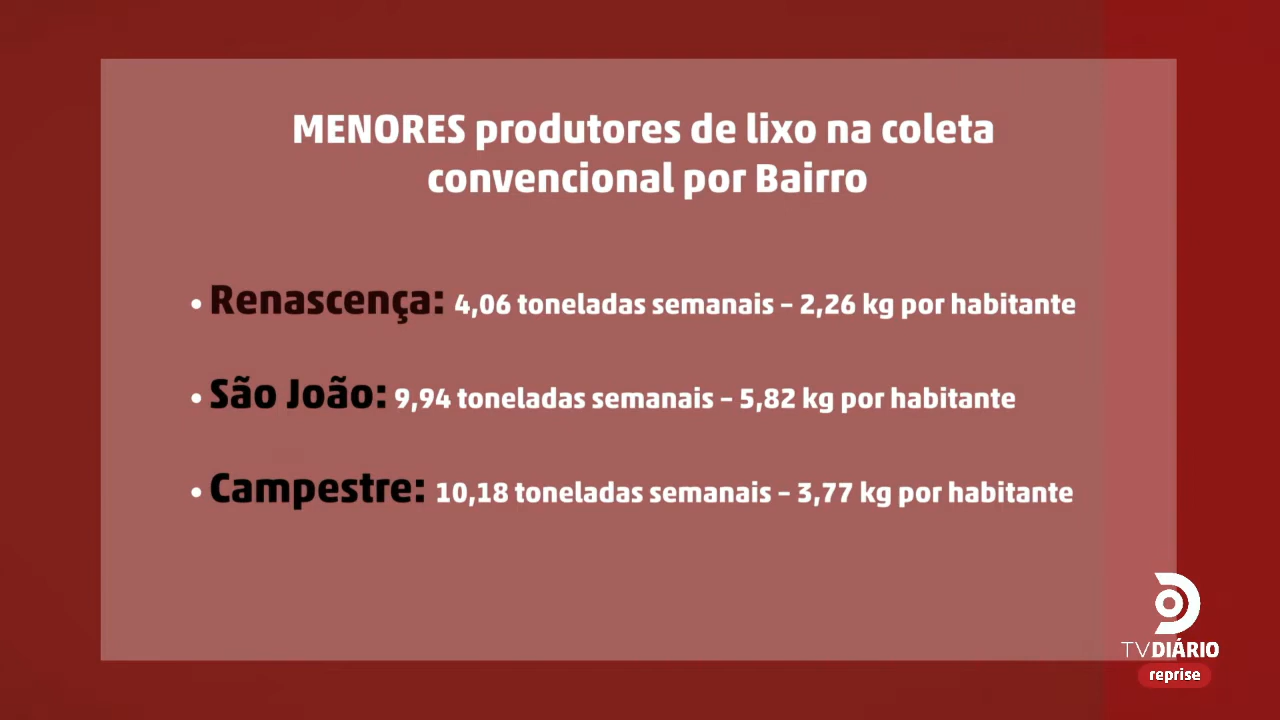 MENORES produtores de lixo na coleta
convencional por Bairro
• Renascença: 4,06 toneladas semanais – 2,26 kg por habitante
• São João: 9,94 toneladas semanais – 5,82 kg por habitante
• Campestre: 10,18 toneladas semanais – 3,77 kg por habitante
TVDIÁRIO
reprise